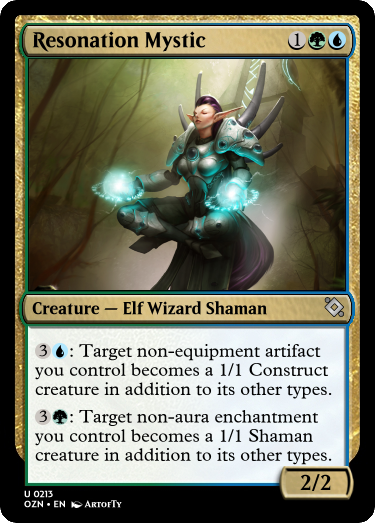 Resonation Mystic 1
Creature — Elf Wizard Shaman
3: Target non-equipment artifact
you control becomes a 1/1 Construct
creature in addition to its other types.
3: Target non-aura enchantment
you control becomes a 1/1 Shaman
creature in addition to its other types.
2/2
U 0213
OZN • EN ArtofTy